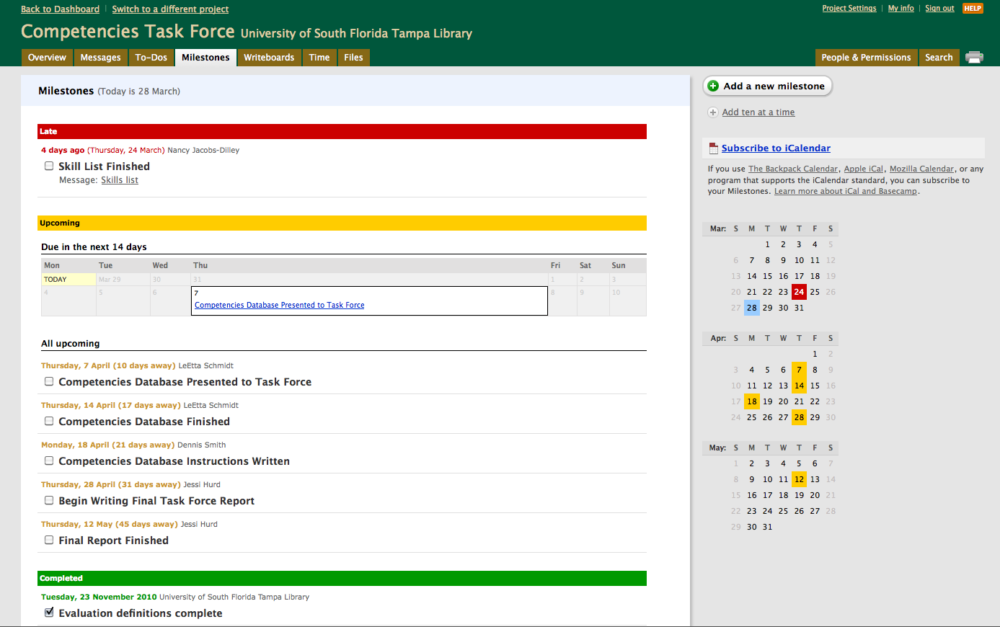 Back to Dashboard | Switch to a different project
Project Settings | My info | Sign out HELP
Competencies Task Force University of South Florida Tampa Library
Overview Messages To-Dos Milestones Writeboards Time Files People & Permissions Search
Milestones (Today is 28 March)
Late
4 days ago (Thursday, 24 March) Nancy Jacobs-Dilley
Skill List Finished
Message: Skills list
Upcoming
Due in the next 14 days
Mon Tue Wed Thu Fri Sat Sun
TODAY Mar 29 30 31 1 2 3
4 5 6 7 8 9 10
Competencies Database Presented to Task Force
All upcoming
Thursday, 7 April (10 days away) LeEtta Schmidt
Competencies Database Presented to Task Force
Thursday, 14 April (17 days away) LeEtta Schmidt
Competencies Database Finished
Monday, 18 April (21 days away) Dennis Smith
Competencies Database Instructions Written
Thursday, 28 April (31 days away) Jessi Hurd
Begin Writing Final Task Force Report
Thursday, 12 May (45 days away) Jessi Hurd
Final Report Finished
Completed
Tuesday, 23 November 2010 University of South Florida Tampa Library
Evaluation definitions complete
Add a new milestone
Add ten at a time
Subscribe to iCalendar
If you use The Backpack Calendar, Apple iCal, Mozilla Calendar, or any
program that supports the iCalendar standard, you can subscribe to
your Milestones. Learn more about iCal and Basecamp.
Mar: S M T W T F S
1 2 3 4 5
6 7 8 9 10 11 12
13 14 15 16 17 18 19
20 21 22 23 24 25 26
27 28 29 30 31
Apr: S M T W T F S
1 2
3 4 5 6 7 8 9
10 11 12 13 14 15 16
17 18 19 20 21 22 23
24 25 26 27 28 29 30
May: S M T W T F S
1 2 3 4 5 6 7
8 9 10 11 12 13 14
15 16 17 18 19 20 21
22 23 24 25 26 27 28
29 30 31